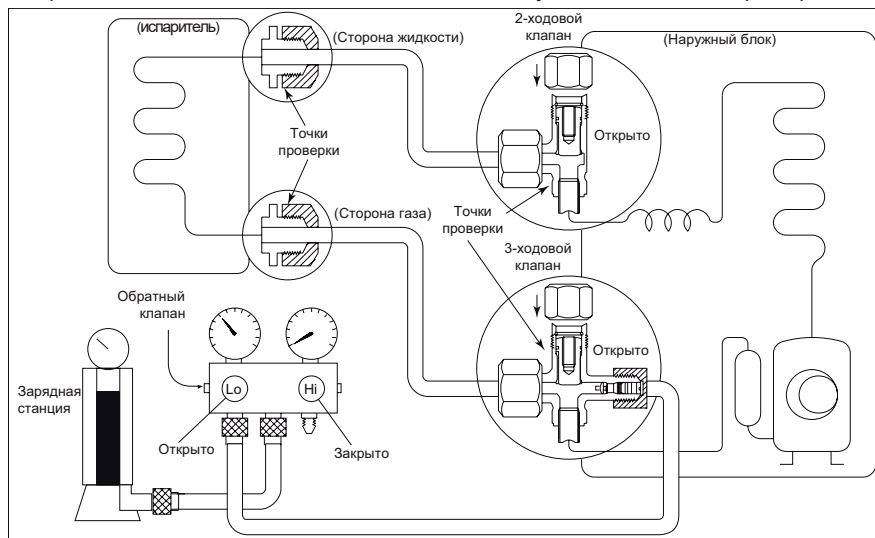 (испаритель)
(Сторона жидкости)
2-ходовой
клапан
(Наружный блок)
Открыто
Точки
проверки
(Сторона газа)
Точки
проверки
3-ходовой
клапан
Обратный
клапан
Открыто
Зарядная
станция
Lo
Hi
Открыто
Закрыто